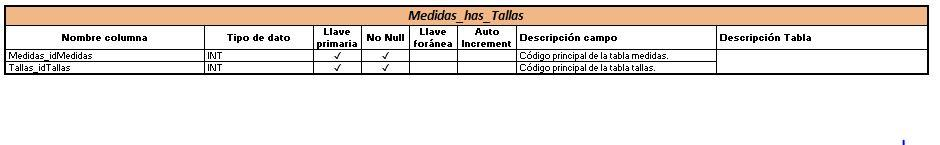 Medidas_has_Tallas
Nombre columna Tipo de dato Llave primaria No Null Llave foránea Auto Increment Descripción campo Descripción Tabla
Medidas_idMedidas INT ✓ ✓ Código principal de la tabla medidas.
Tallas_idTallas INT ✓ ✓ Código principal de la tabla tallas.